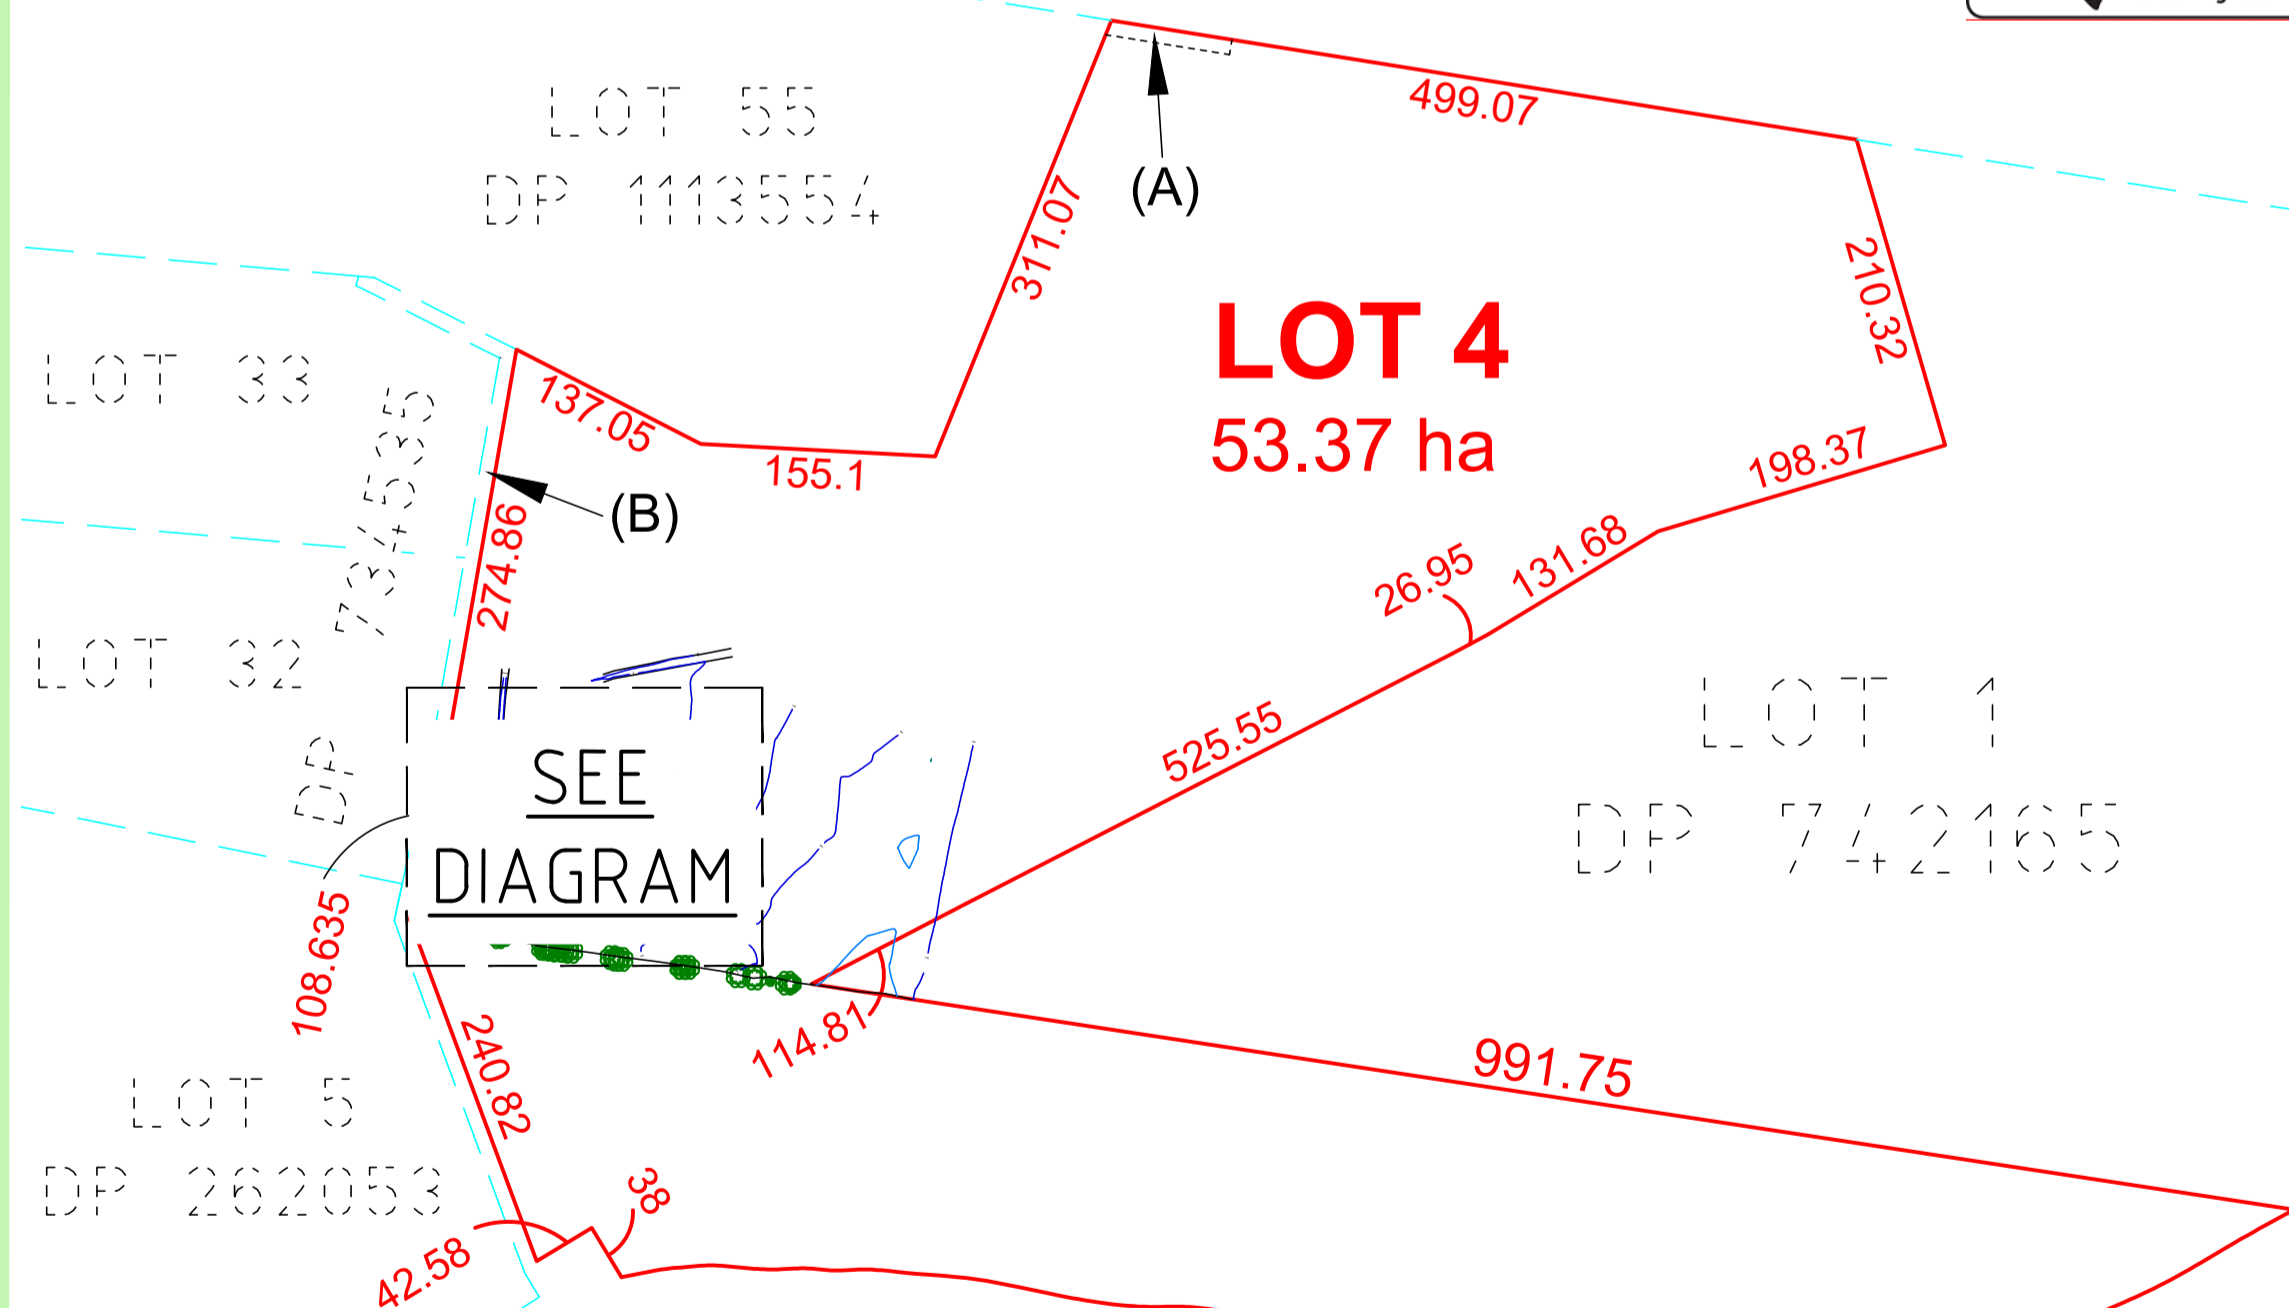 499.07
LOT 55
DP 1113554
(A)
311.07
210.32
LOT 4
53.37 ha
LOT 33
137.05
155.1
198.37
DP 734535
(B)
274.86
26.95
131.68
LOT 32
525.55
LOT 1
DP 742165
SEE
DIAGRAM
108.635
114.81
991.75
240.82
LOT 5
DP 262053
38
42.58